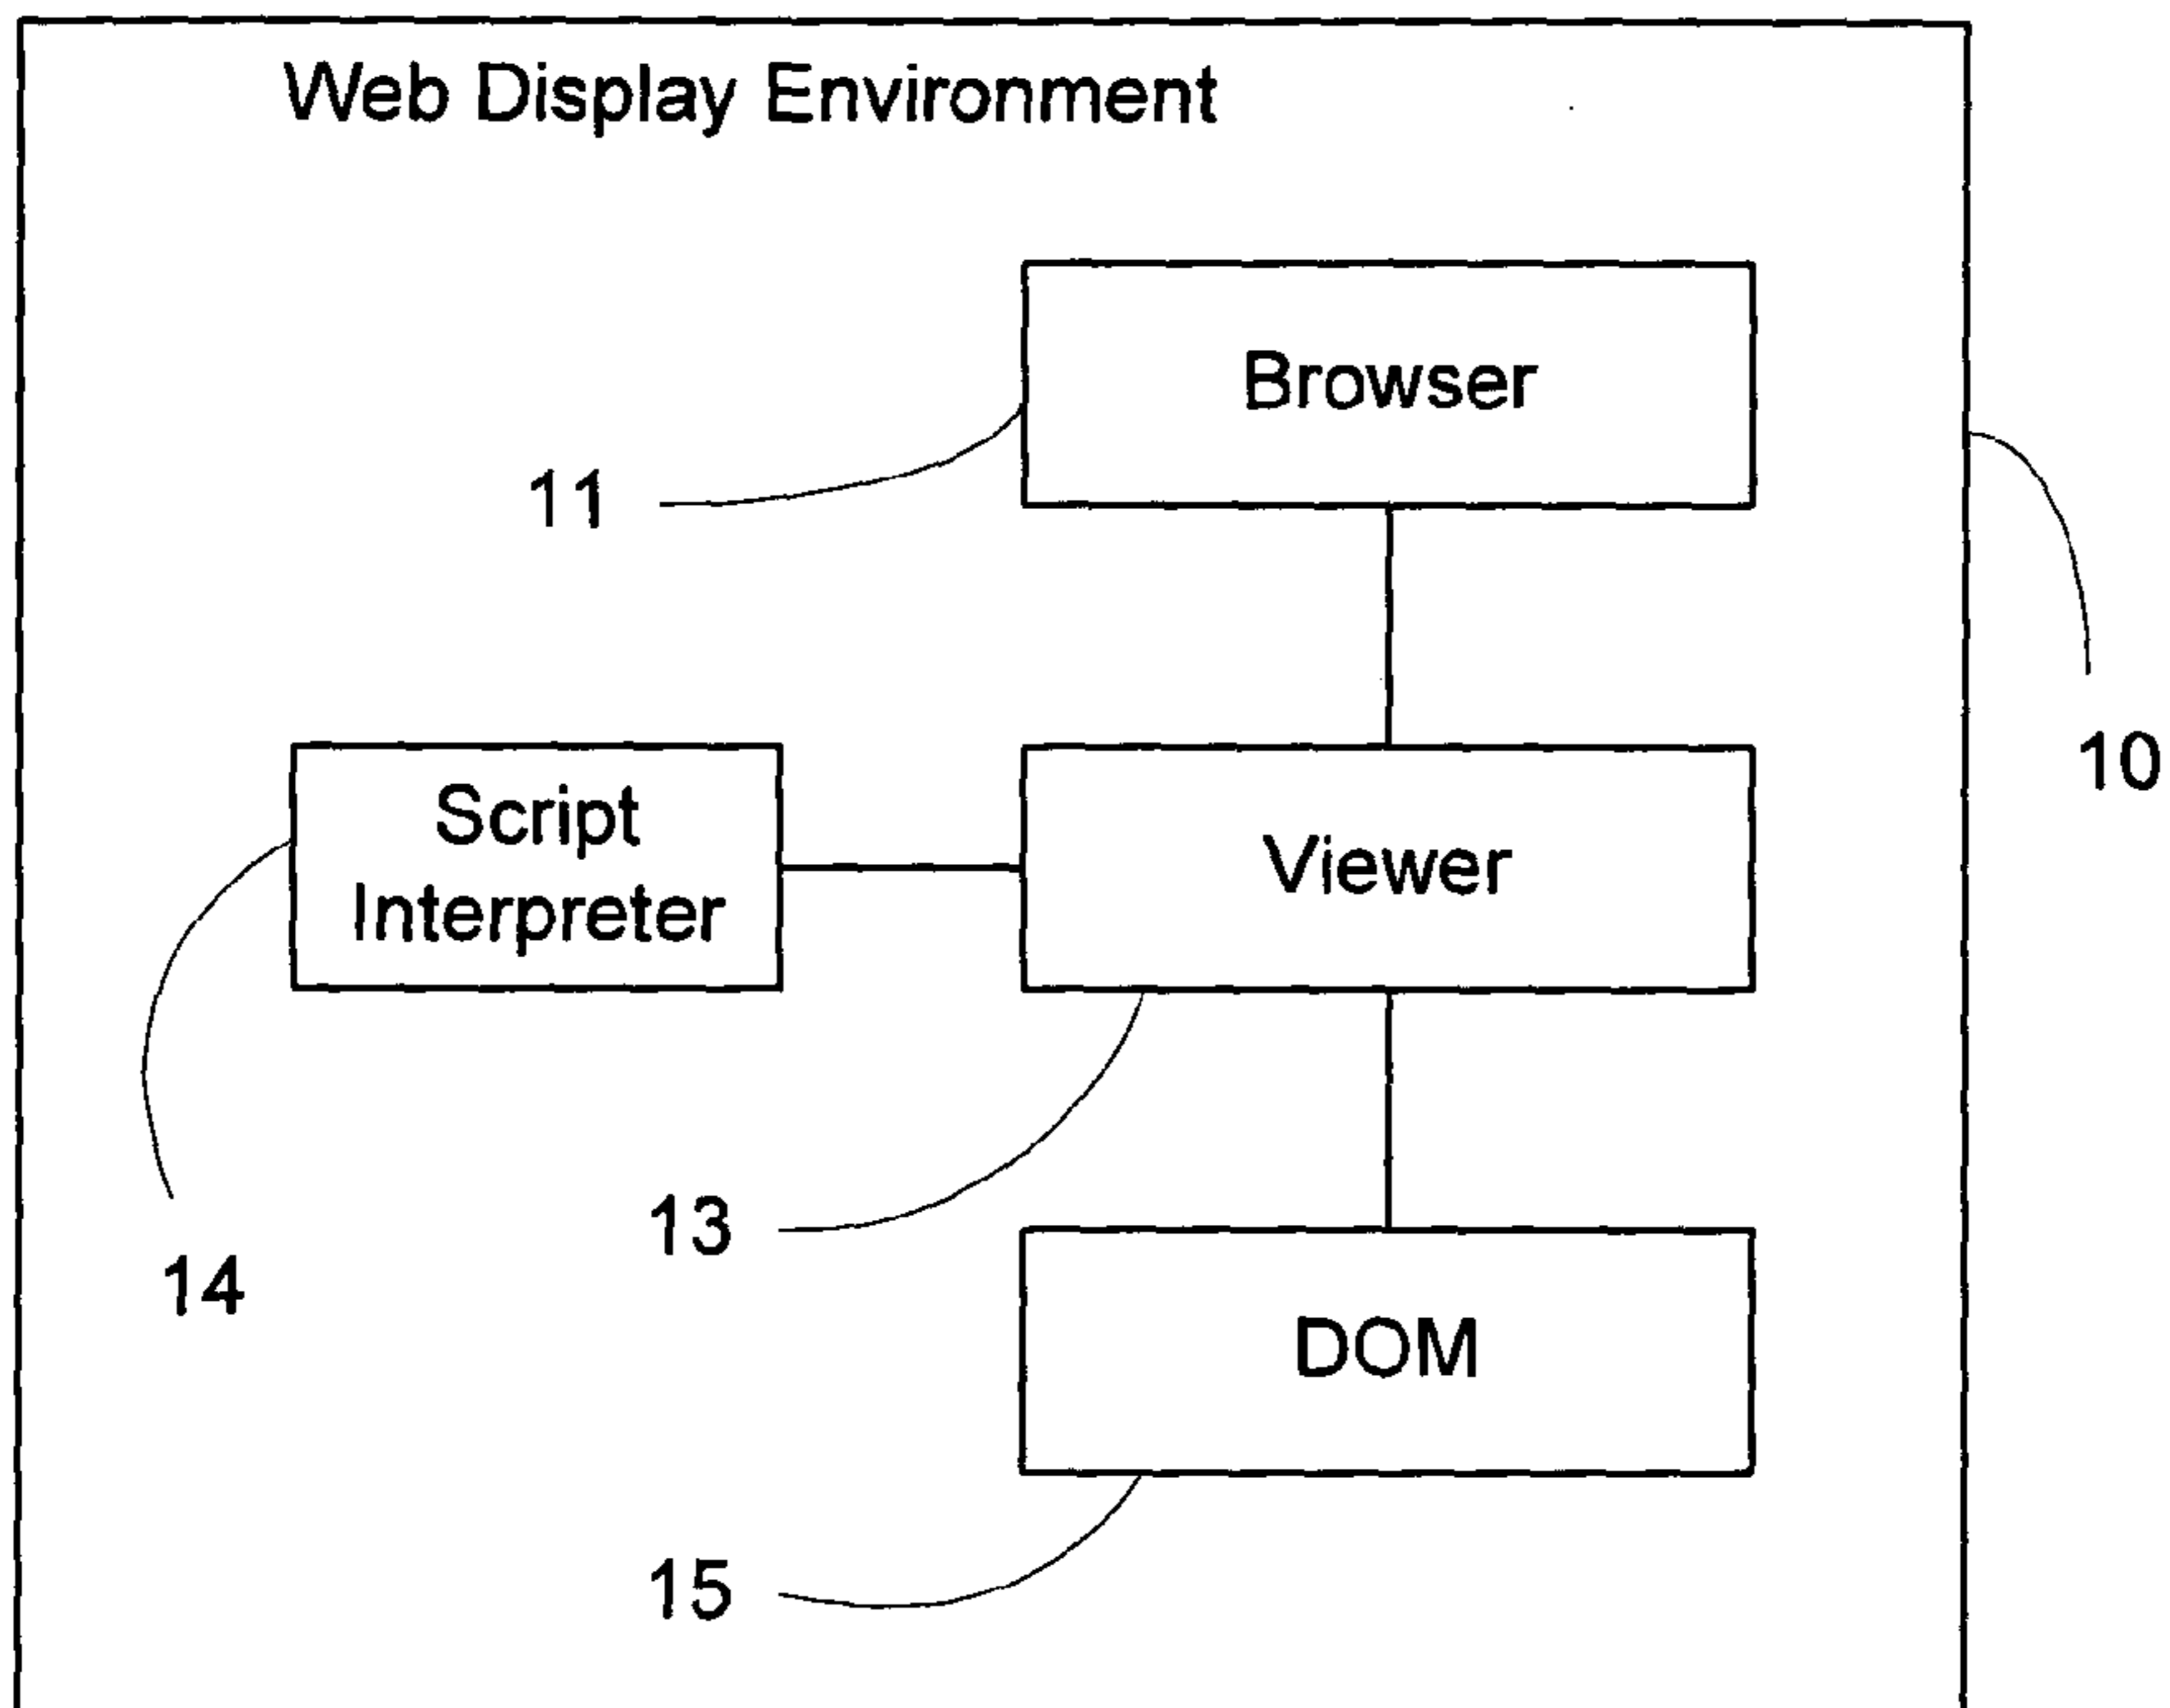 Web Display Environment
Browser
11
10
Script
Interpreter
Viewer
13
14
DOM
15